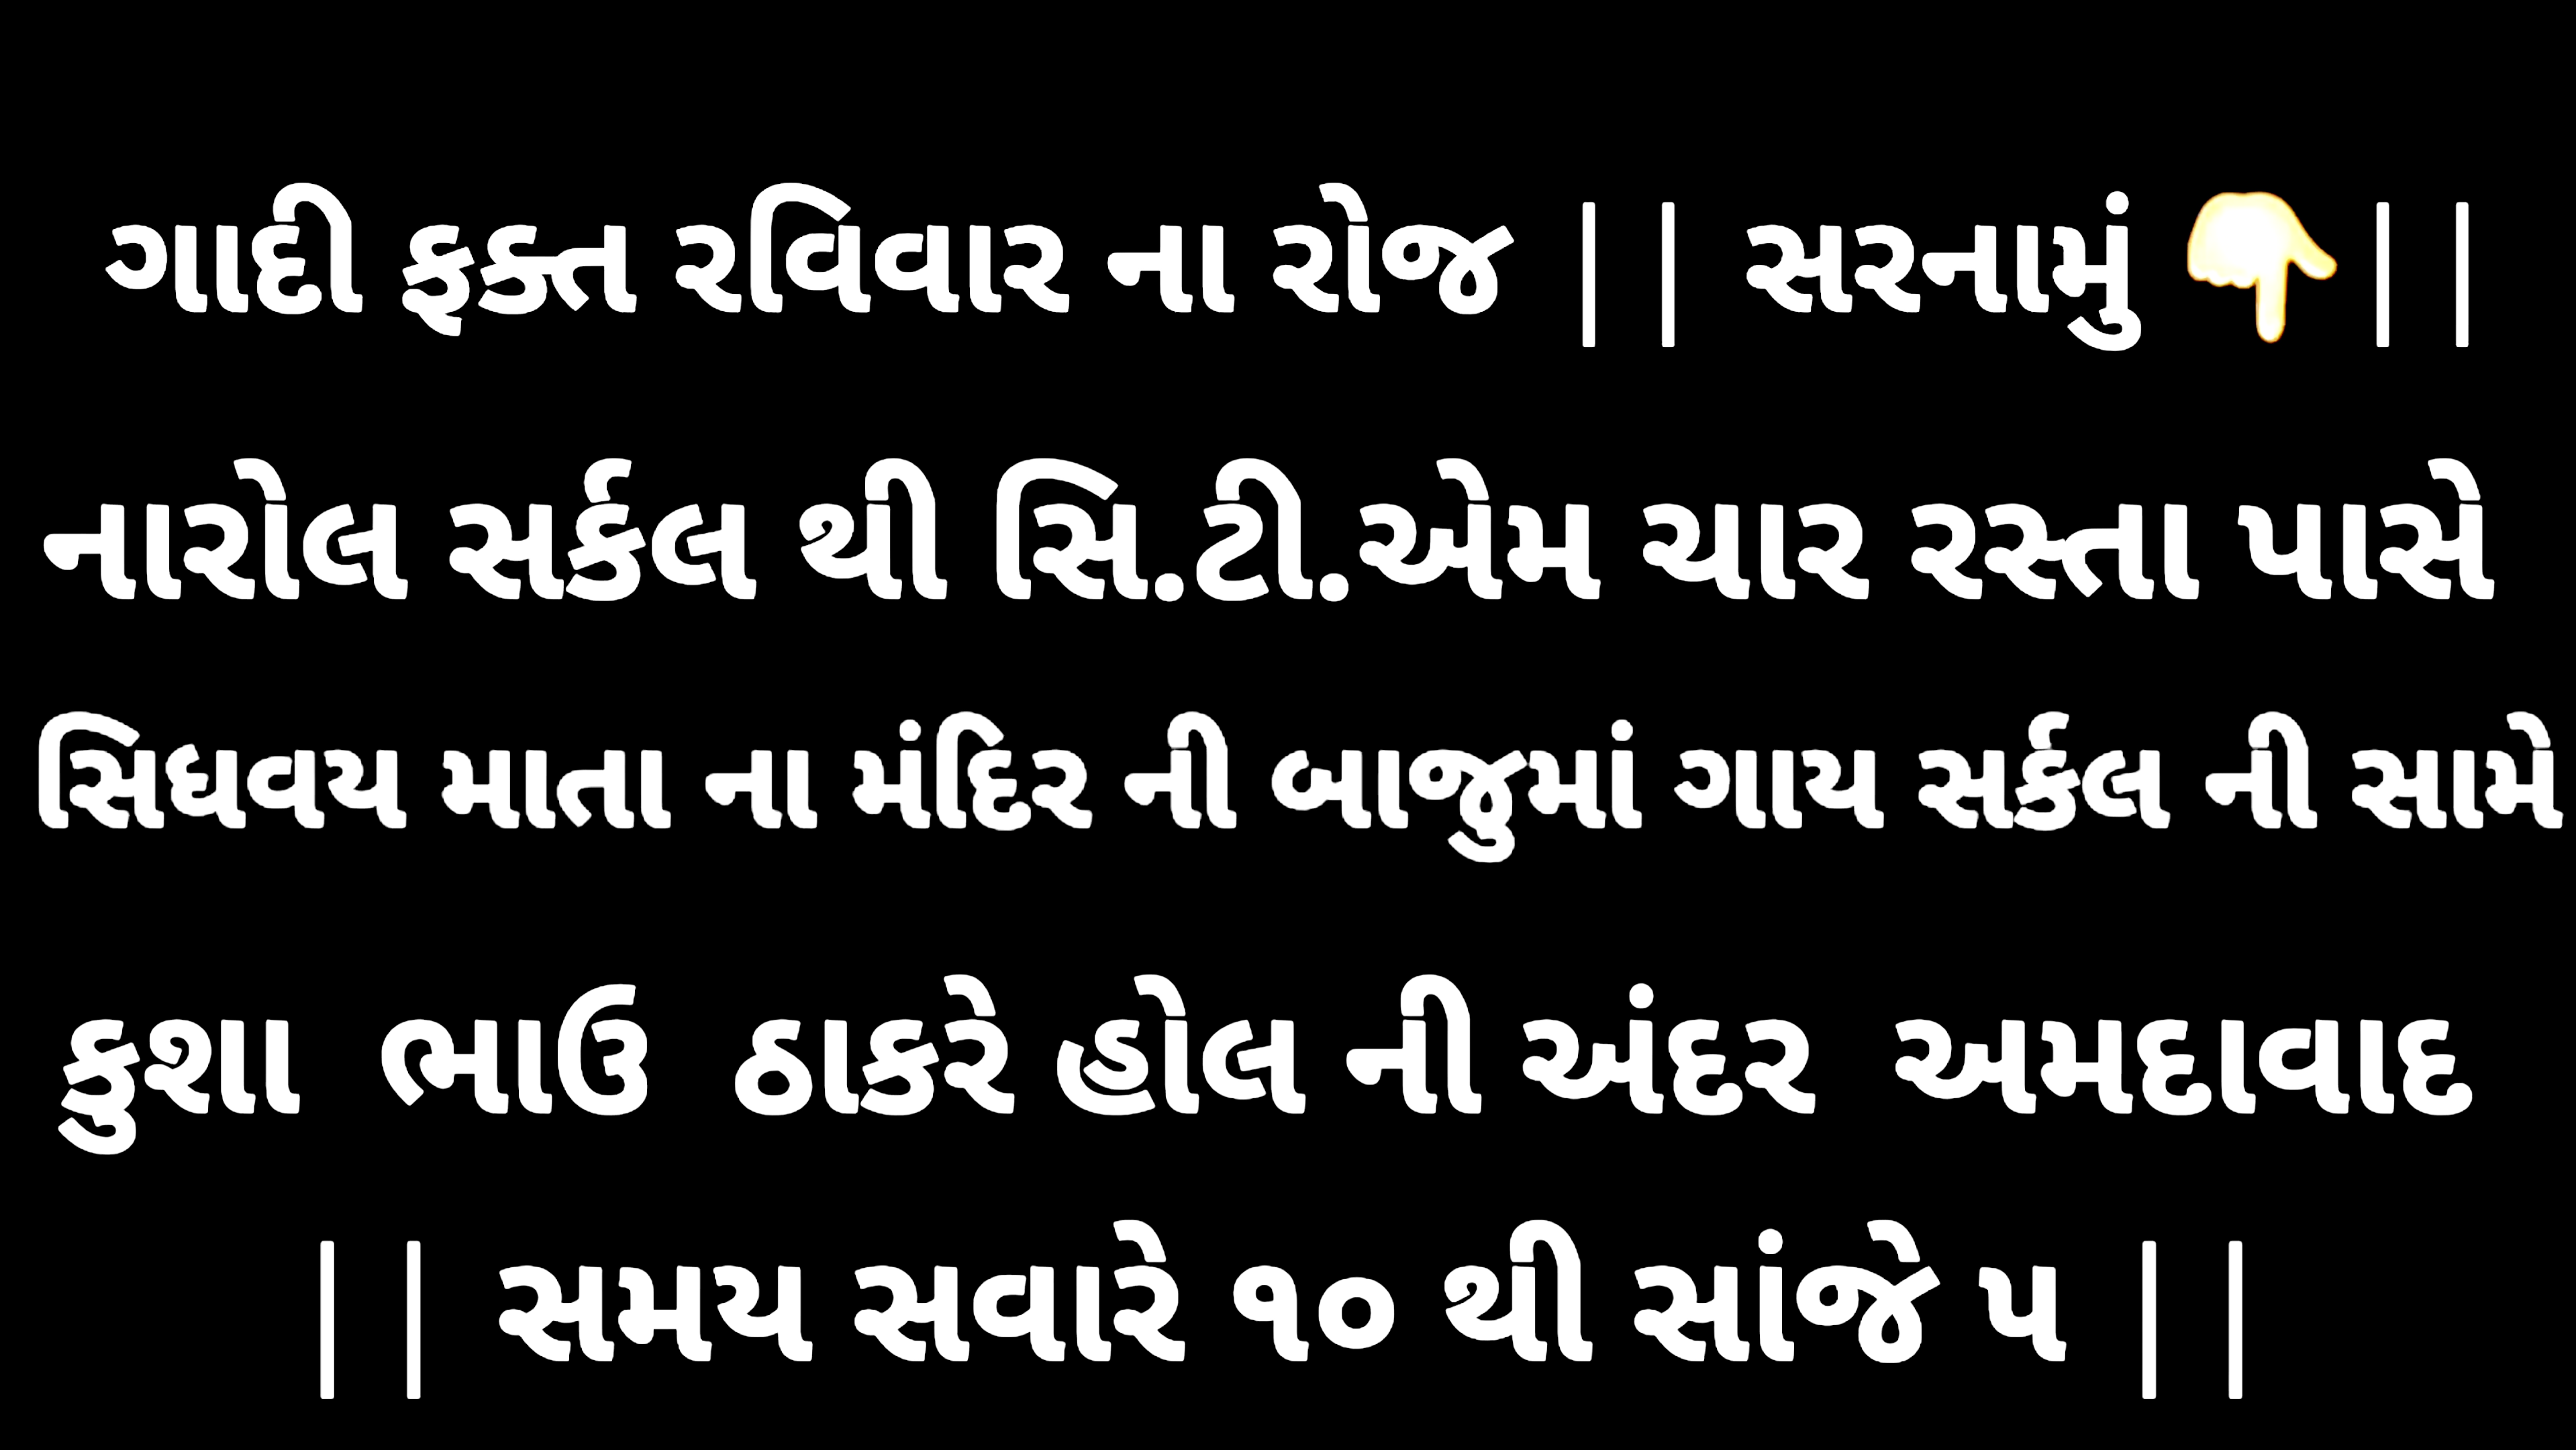 ગાદી ફક્ત રવિવાર ના રોજ || સરનામું 👇 ||
નારોલ સર્કલ થી સિ.ટી.એમ ચાર રસ્તા પાસે
સિધવય માતા ના મંદિર ની બાજુમાં ગાય સર્કલ ની સામે
કુશા ભાઉ ઠાકરે હોલ ની અંદર અમદાવાદ
|| સમય સવારે ૧૦ થી સાંજે ૫ ||